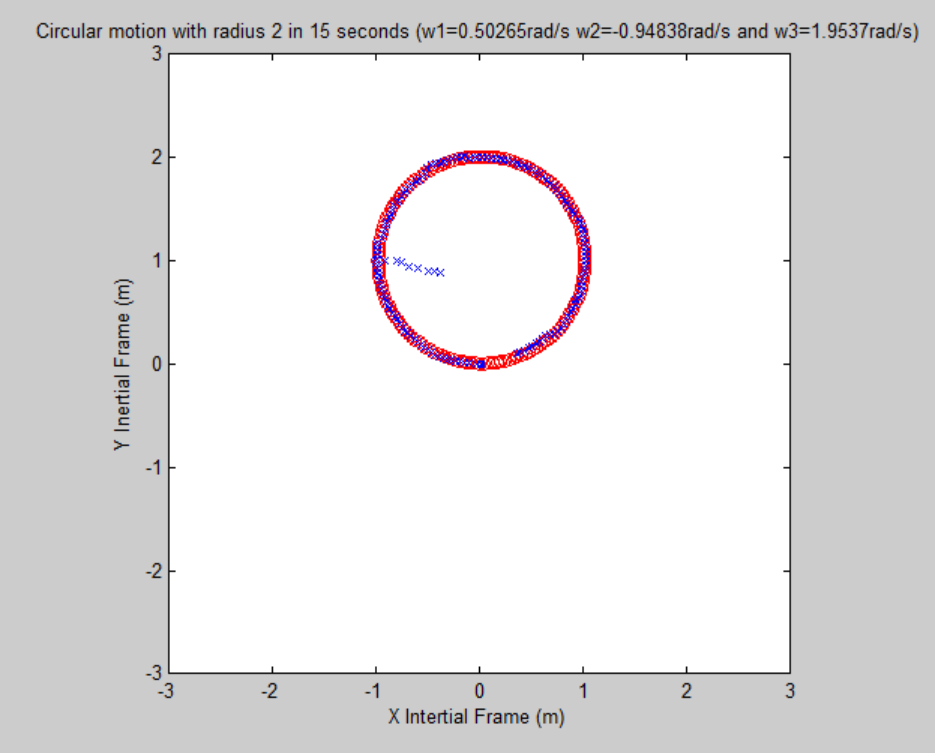 Circular motion with radius 2 in 15 seconds (w1=0.50265rad/s w2=-0.94838rad/s and w3=1.9537rad/s)
3
2
1
0
-1
-2
-3
-3 -2 -1 0 1 2 3
Y Inertial Frame (m)
X Intertial Frame (m)